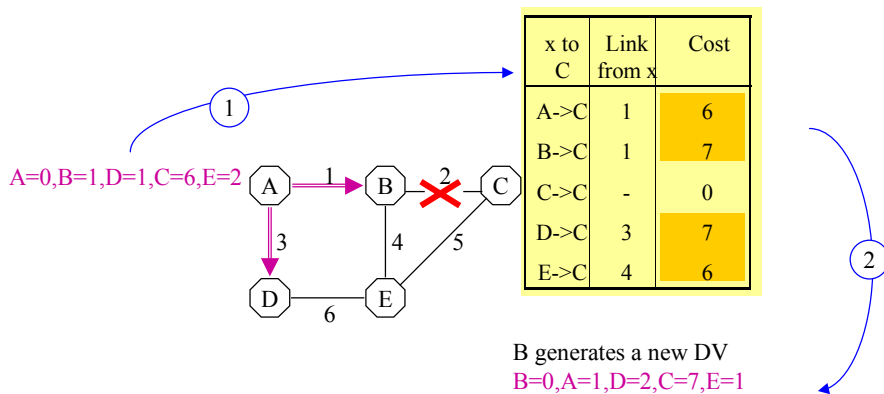 x to C Link from x Cost
A->C 1 6
B->C 1 7
C->C - 0
D->C 3 7
E->C 4 6
1
A=0,B=1,D=1,C=6,E=2
A 1 B 2 C
3 4 5
D 6 E
2
B generates a new DV
B=0,A=1,D=2,C=7,E=1